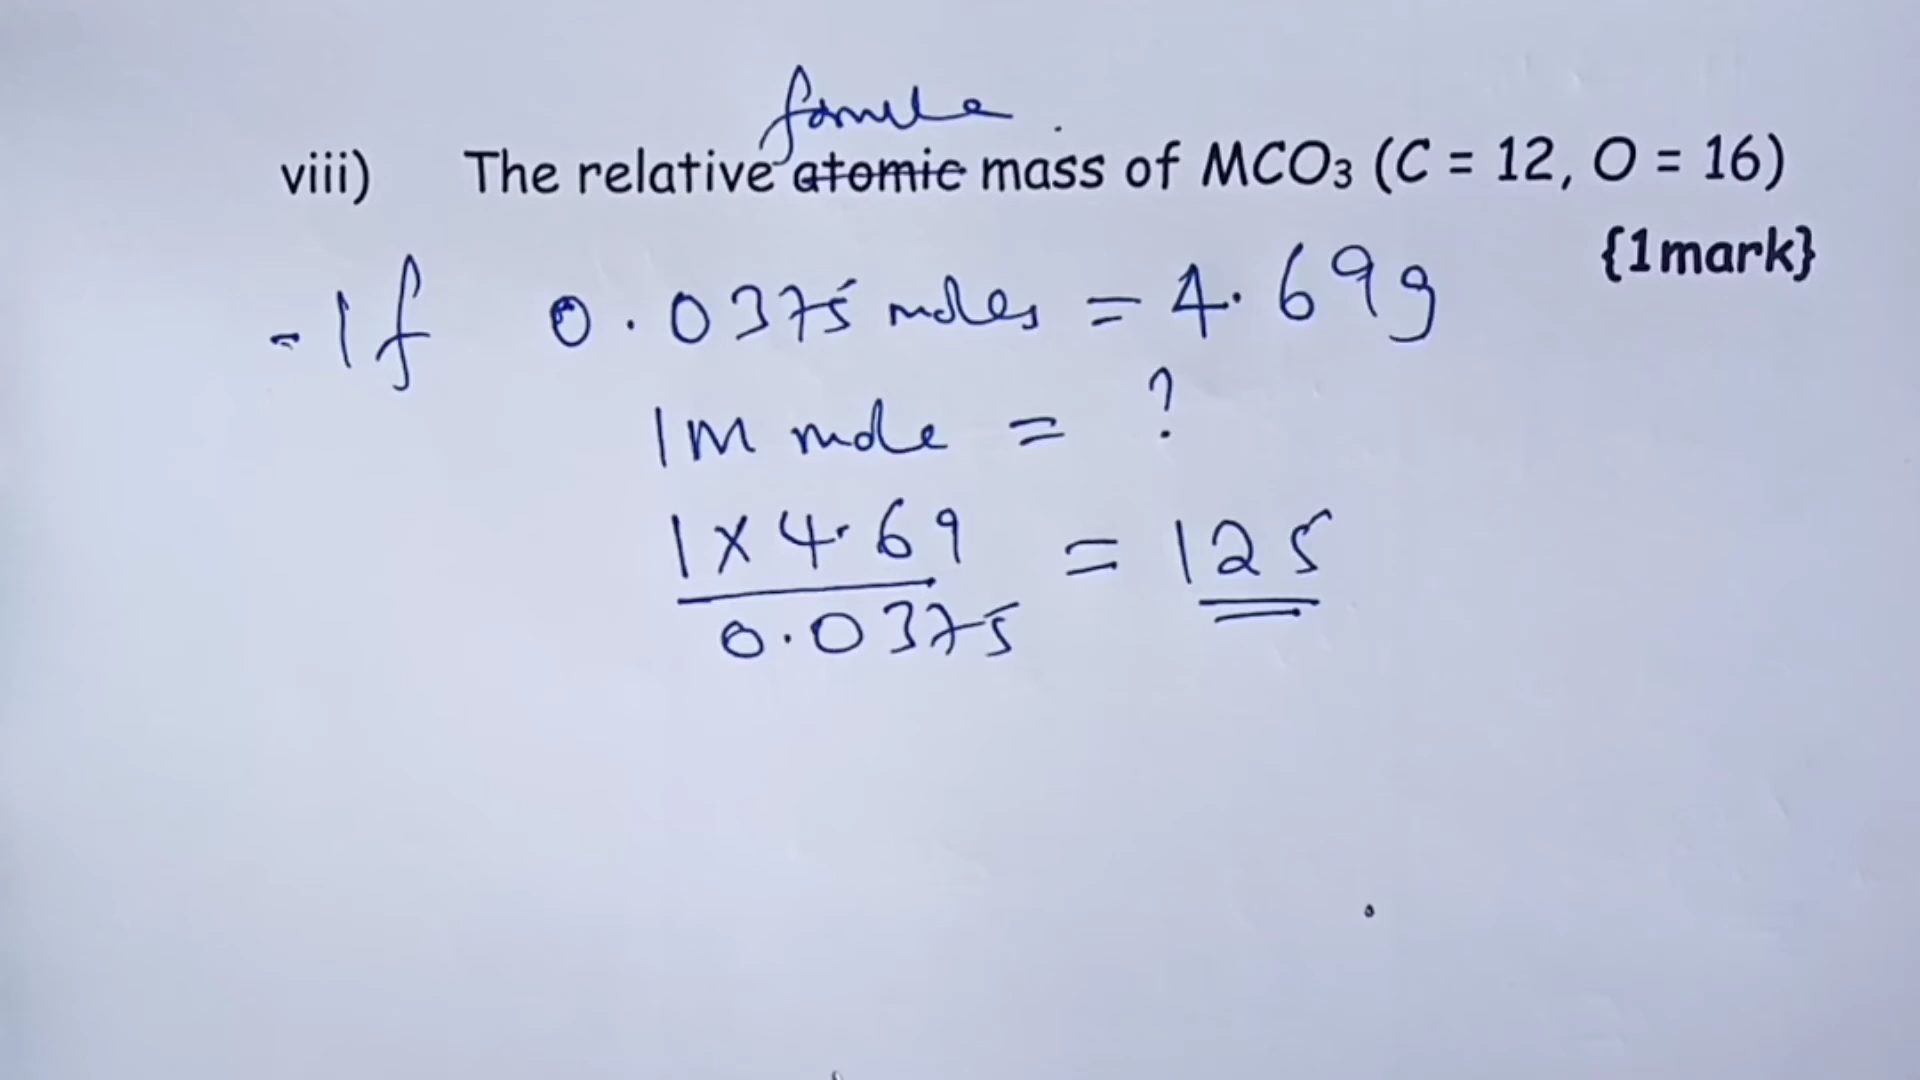 formula
viii) The relative atomic mass of MCO₃ (C = 12, O = 16)
{1mark}
- If 0.0375 moles = 4.69g
1M mole = ?
1 X 4.69 = 125
0.0375